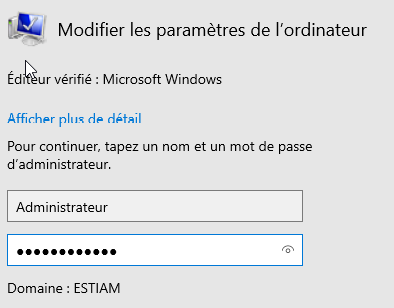 Modifier les paramètres de l'ordinateur
Éditeur vérifié : Microsoft Windows
Afficher plus de détail
Pour continuer, tapez un nom et un mot de passe
d'administrateur.
Administrateur
●●●●●●●●●●●●
Domaine : ESTIAM